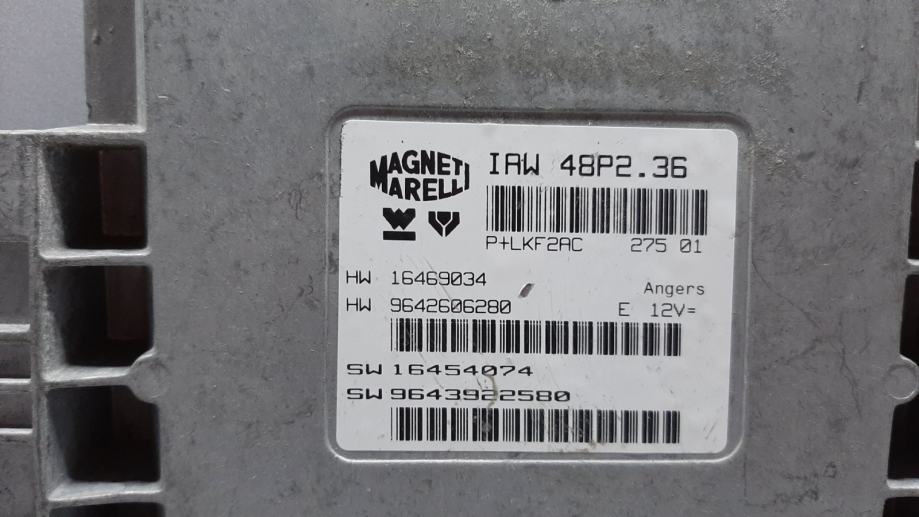 MAGNETI
MARELLI
IAW 48P2.36
P+LKF2AC 275 01
HW 16469034
Angers
HW 9642606280
E 12V=
SW 16454074
SW 9643922580